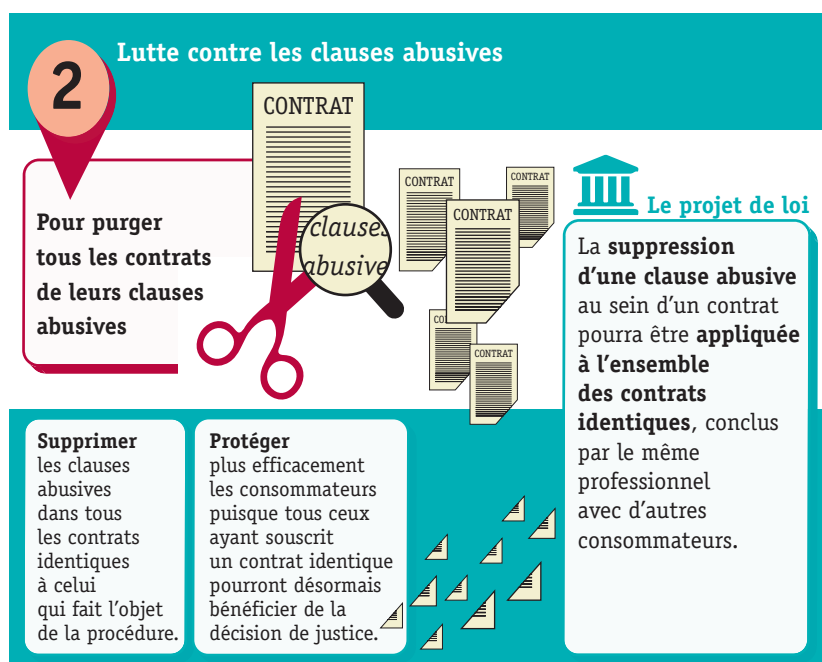 2
Lutte contre les clauses abusives
CONTRAT
Pour purger
tous les contrats
de leurs clauses
abusives
clauses
abusive
CONTRAT
CONTRAT
CONTRAT
CONTRAT
Le projet de loi
La suppression
d'une clause abusive
au sein d'un contrat
pourra être appliquée
à l'ensemble
des contrats
identiques, conclus
par le même
professionnel
avec d'autres
consommateurs.
Supprimer
les clauses
abusives
dans tous
les contrats
identiques
à celui
qui fait l'objet
de la procédure.
Protéger
plus efficacement
les consommateurs
puisque tous ceux
ayant souscrit
un contrat identique
pourront désormais
bénéficier de la
décision de justice.